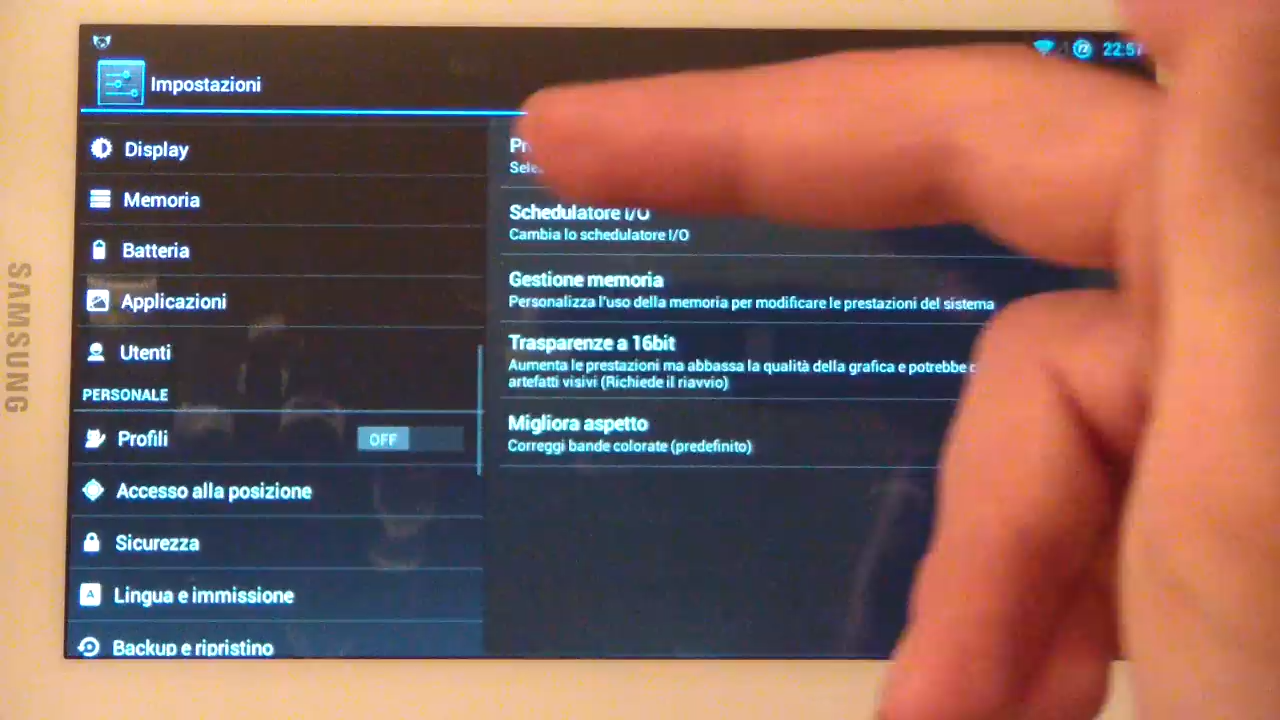 22:57
Impostazioni
Display
Memoria
Batteria
Applicazioni
Utenti
PERSONALE
Profili
OFF
Accesso alla posizione
Sicurezza
Lingua e immissione
Backup e ripristino
Schedulatore I/O
Cambia lo schedulatore I/O
Gestione memoria
Personalizza l'uso della memoria per modificare le prestazioni del sistema
Trasparenze a 16bit
Aumenta le prestazioni ma abbassa la qualità della grafica e potrebbe
artefatti visivi (Richiede il riavvio)
Migliora aspetto
Correggi bande colorate (predefinito)
SAMSUNG